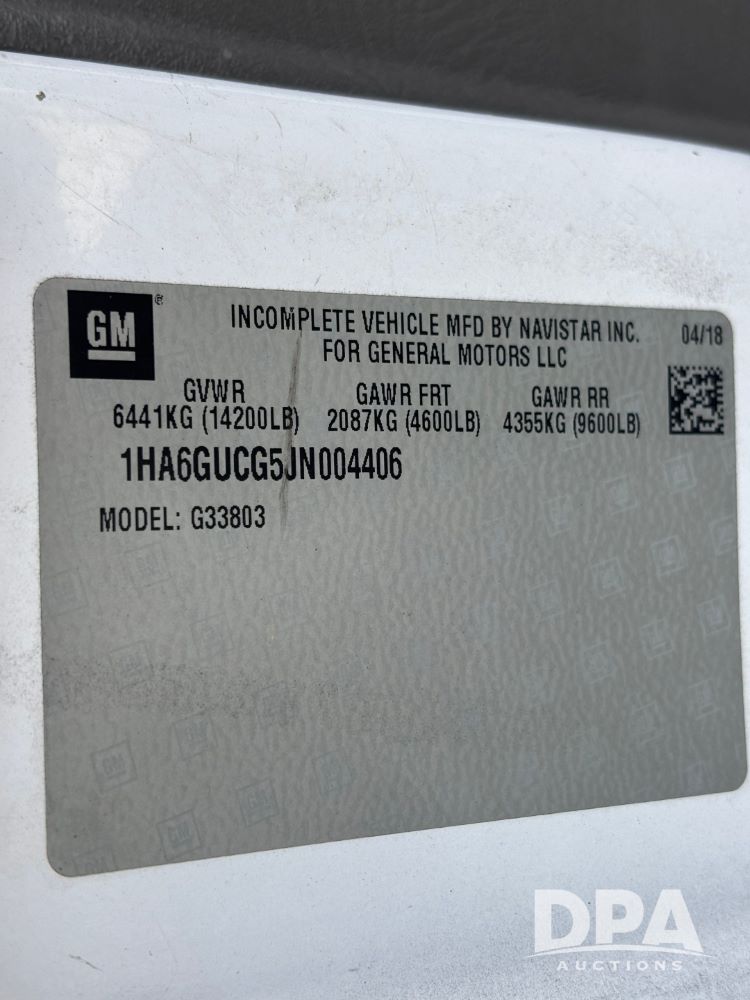 GM
INCOMPLETE VEHICLE MFD BY NAVISTAR INC. 04/18
FOR GENERAL MOTORS LLC
GVWR GAWR FRT GAWR RR
6441KG (14200LB) 2087KG (4600LB) 4355KG (9600LB)
1HA6GUCG5JN004406
MODEL: G33803
DPA
AUCTIONS